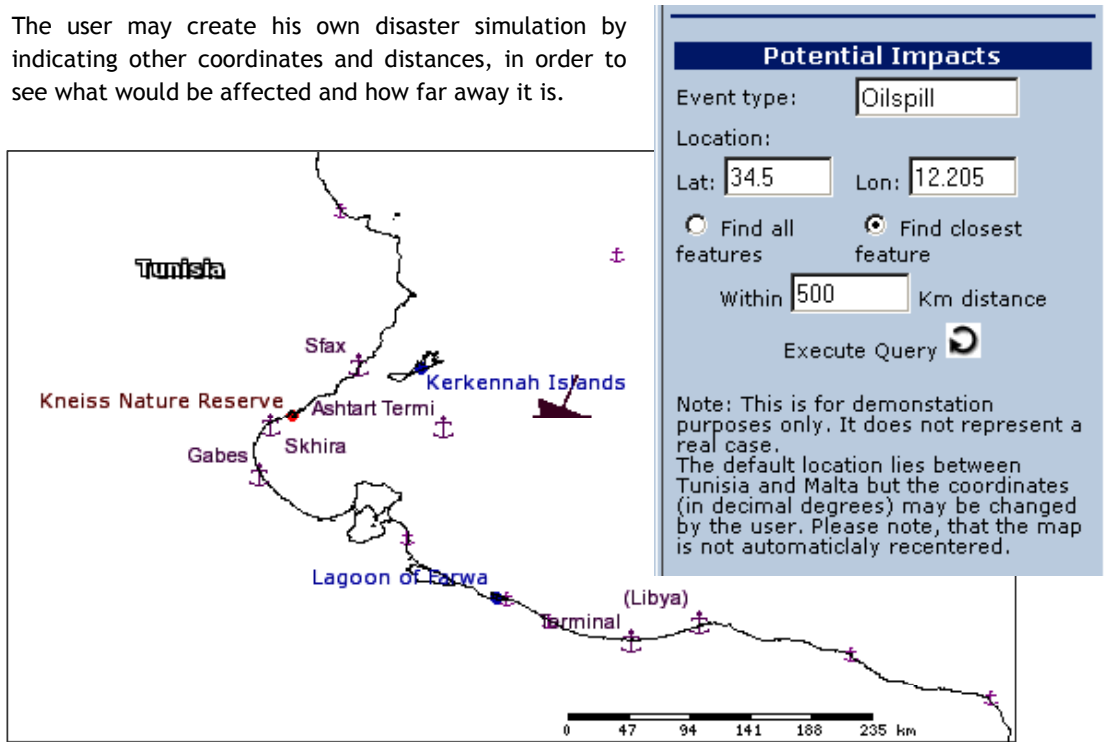 The user may create his own disaster simulation by
indicating other coordinates and distances, in order to
see what would be affected and how far away it is.
Potential Impacts
Event type: Oilspill
Location:
Lat: 34.5 Lon: 12.205
Find all
features
Find closest
feature
Within 500 Km distance
Execute Query
Note: This is for demonstation
purposes only. It does not represent a
real case.
The default location lies between
Tunisia and Malta but the coordinates
(in decimal degrees) may be changed
by the user. Please note, that the map
is not automaticlaly recentered.
Tunisia
Sfax
Kerkennah Islands
Kneiss Nature Reserve
Ashtart Termi
Skhira
Gabes
Lagoon of Farwa
(Libya)
Terminal
0 47 94 141 188 235 km